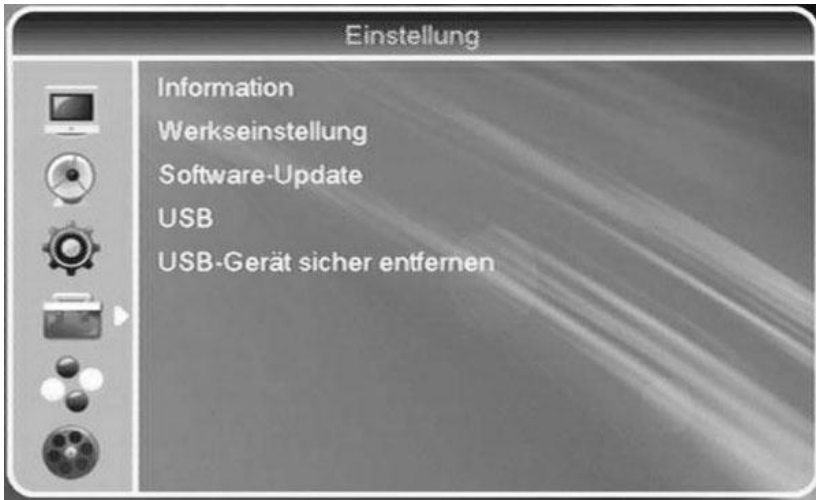 Einstellung
Information
Werkseinstellung
Software-Update
USB
USB-Gerät sicher entfernen